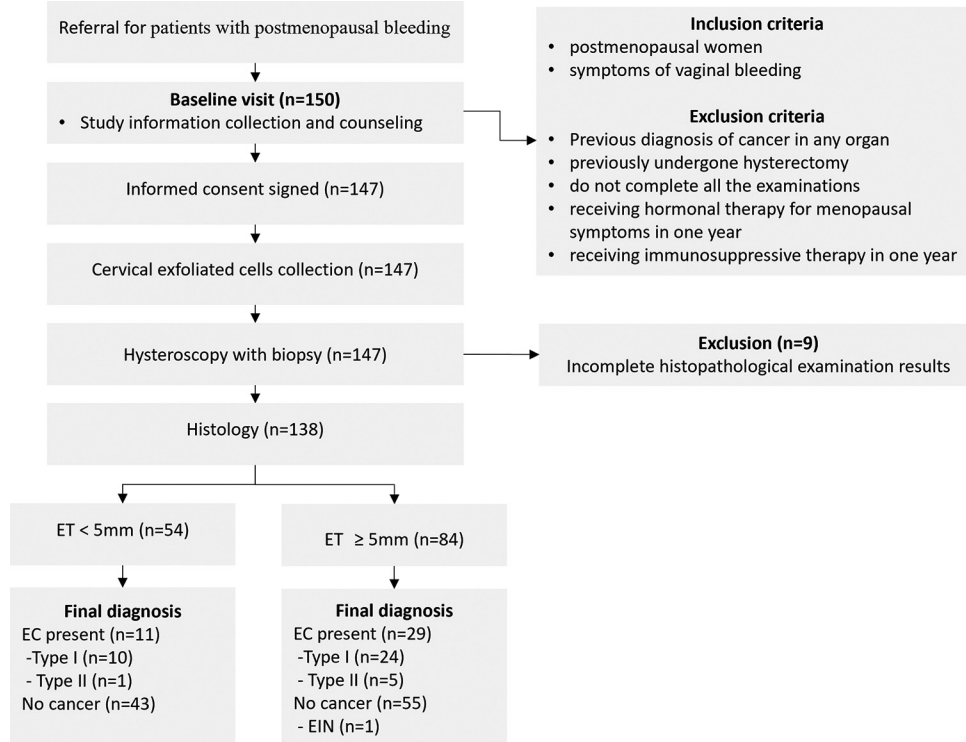 Referral for patients with postmenopausal bleeding
Baseline visit (n=150)
• Study information collection and counseling
Inclusion criteria
• postmenopausal women
• symptoms of vaginal bleeding
Exclusion criteria
• Previous diagnosis of cancer in any organ
• previously undergone hysterectomy
• do not complete all the examinations
• receiving hormonal therapy for menopausal
symptoms in one year
• receiving immunosuppressive therapy in one year
Informed consent signed (n=147)
Cervical exfoliated cells collection (n=147)
Hysteroscopy with biopsy (n=147)
Exclusion (n=9)
Incomplete histopathological examination results
Histology (n=138)
ET < 5mm (n=54)
ET ≥ 5mm (n=84)
Final diagnosis
EC present (n=11)
-Type I (n=10)
- Type II (n=1)
No cancer (n=43)
Final diagnosis
EC present (n=29)
-Type I (n=24)
- Type II (n=5)
No cancer (n=55)
- EIN (n=1)